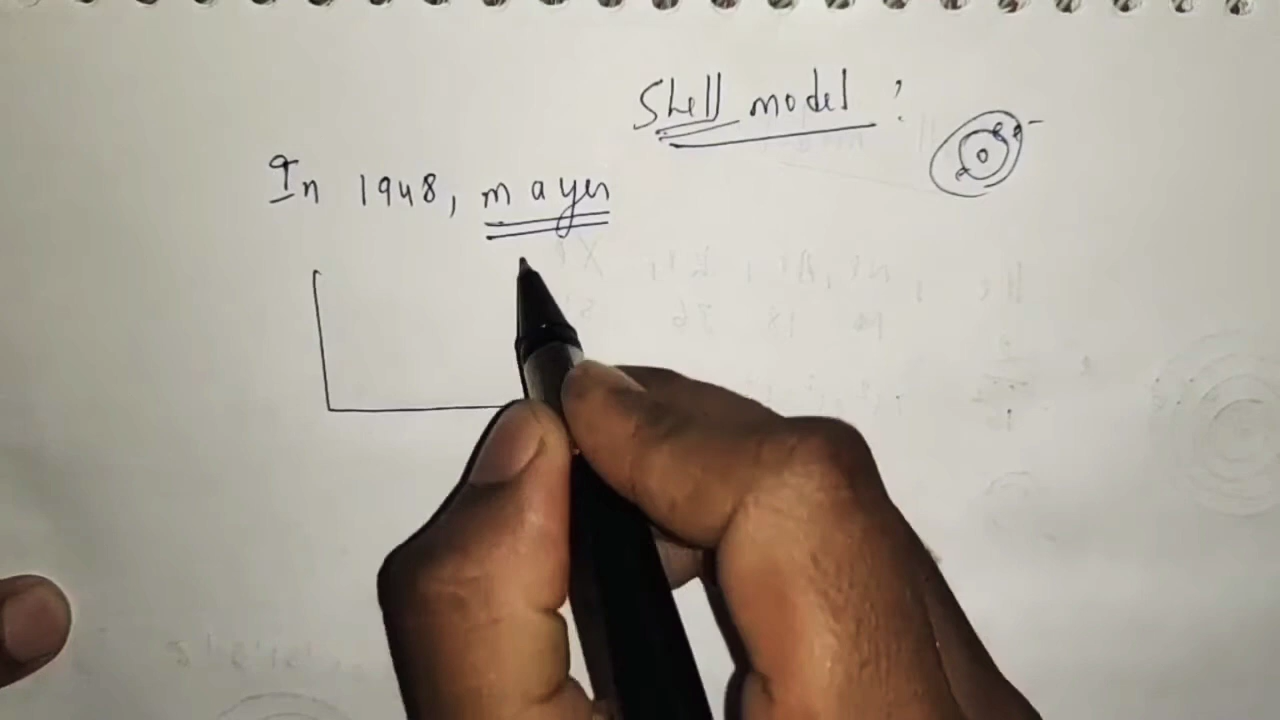 Shell model :
In 1948, mayer